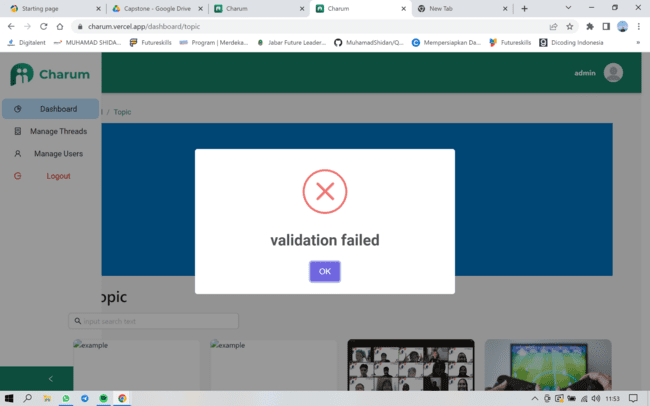 Starting page
Capstone - Google Drive
Charum
Charum
New Tab
charum.vercel.app/dashboard/topic
Digitalent
MUHAMAD SHIDA...
Futureskills
Program | Merdeka...
Jabar Future Leader...
MuhamadShidan/Q...
Mempersiapkan Da...
Futureskills
Dicoding Indonesia
»
Charum
admin
Dashboard
/ Topic
Manage Threads
Manage Users
Logout
validation failed
OK
opic
input search text
example
example
11:53